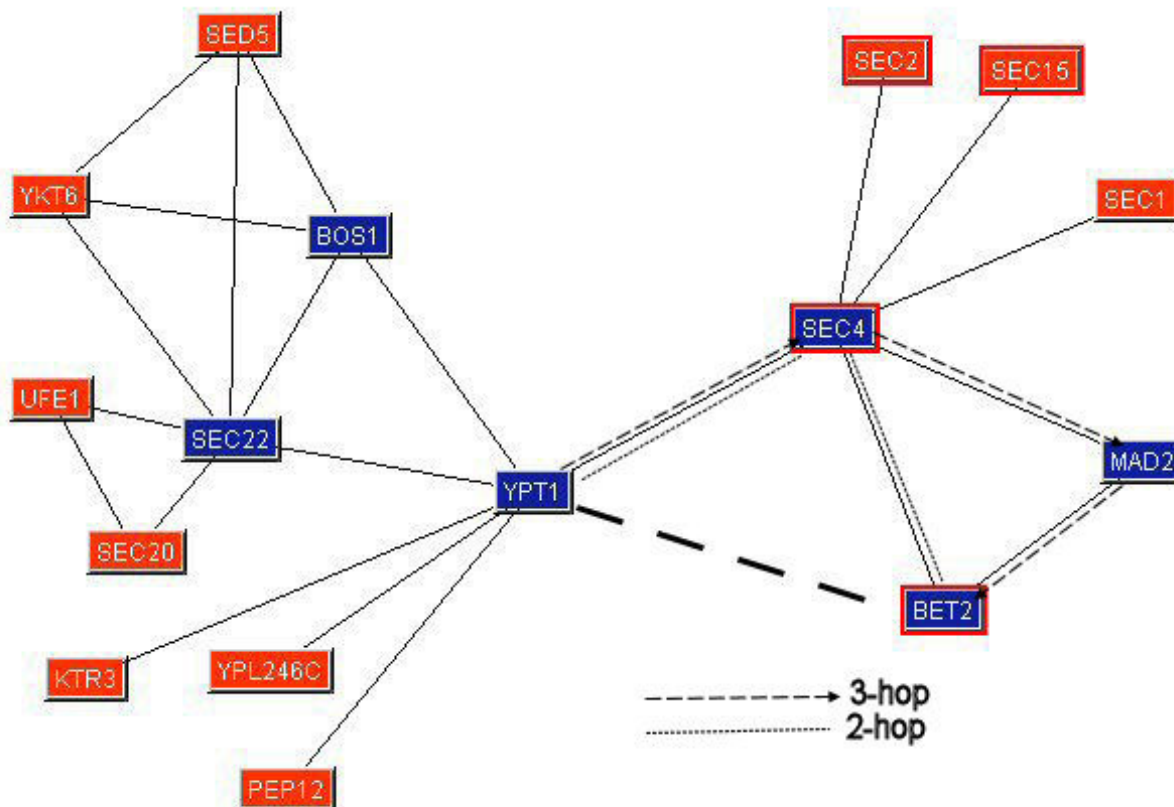 SED5
SEC2
SEC15
YKT6
SEC1
BOS1
SEC4
UFE1
SEC22
MAD2
YPT1
SEC20
BET2
KTR3
YPL246C
3-hop
2-hop
PEP12